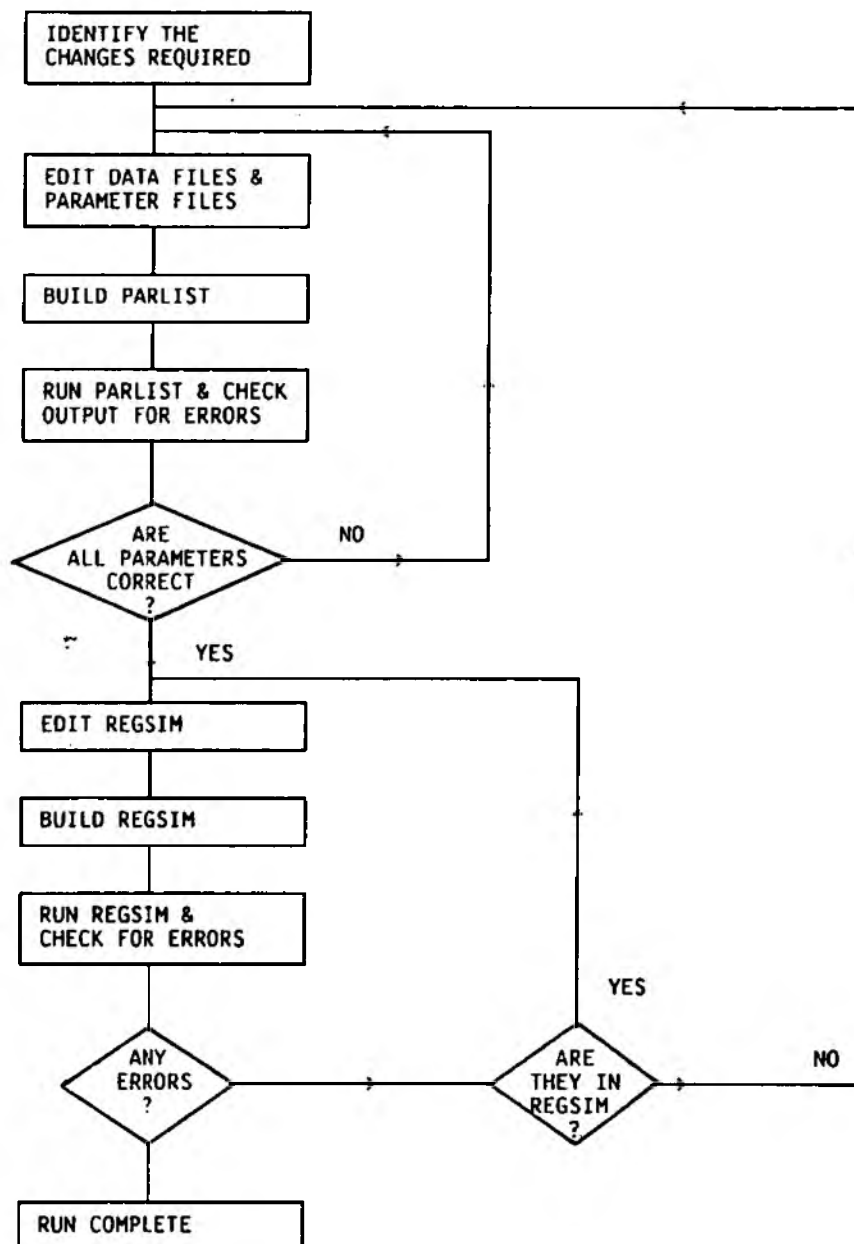 IDENTIFY THE
CHANGES REQUIRED
EDIT DATA FILES &
PARAMETER FILES
BUILD PARLIST
RUN PARLIST & CHECK
OUTPUT FOR ERRORS
ARE
ALL PARAMETERS
CORRECT
?
NO
YES
EDIT REGSIM
BUILD REGSIM
RUN REGSIM &
CHECK FOR ERRORS
ANY
ERRORS
?
YES
ARE
THEY IN
REGSIM
?
NO
RUN COMPLETE